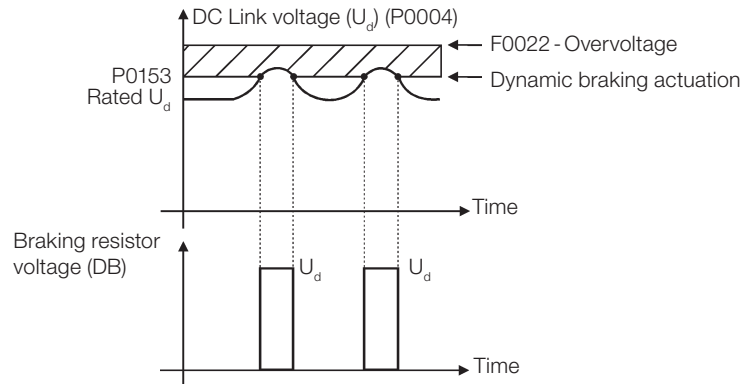 DC Link voltage (Ud) (P0004)
F0022 - Overvoltage
P0153
Dynamic braking actuation
Rated Ud
Time
Braking resistor
voltage (DB)
Ud
Ud
Time